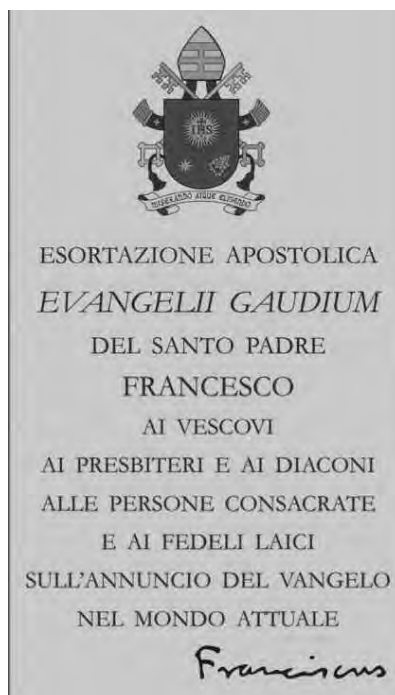 IHS
MISERANDO ATQUE ELIGENDO
ESORTAZIONE APOSTOLICA
EVANGELII GAUDIUM
DEL SANTO PADRE
FRANCESCO
AI VESCOVI
AI PRESBITERI E AI DIACONI
ALLE PERSONE CONSACRATE
E AI FEDELI LAICI
SULL’ANNUNCIO DEL VANGELO
NEL MONDO ATTUALE
Franciscus